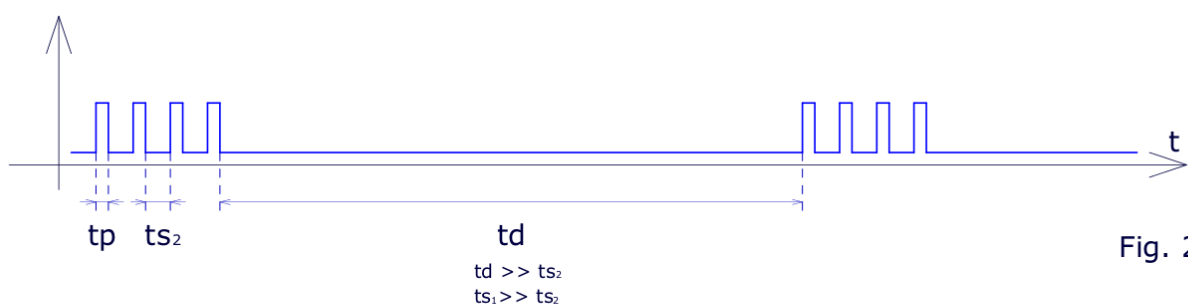 t
tp ts₂ td
Fig. 2
td >> ts₂
ts₁>> ts₂